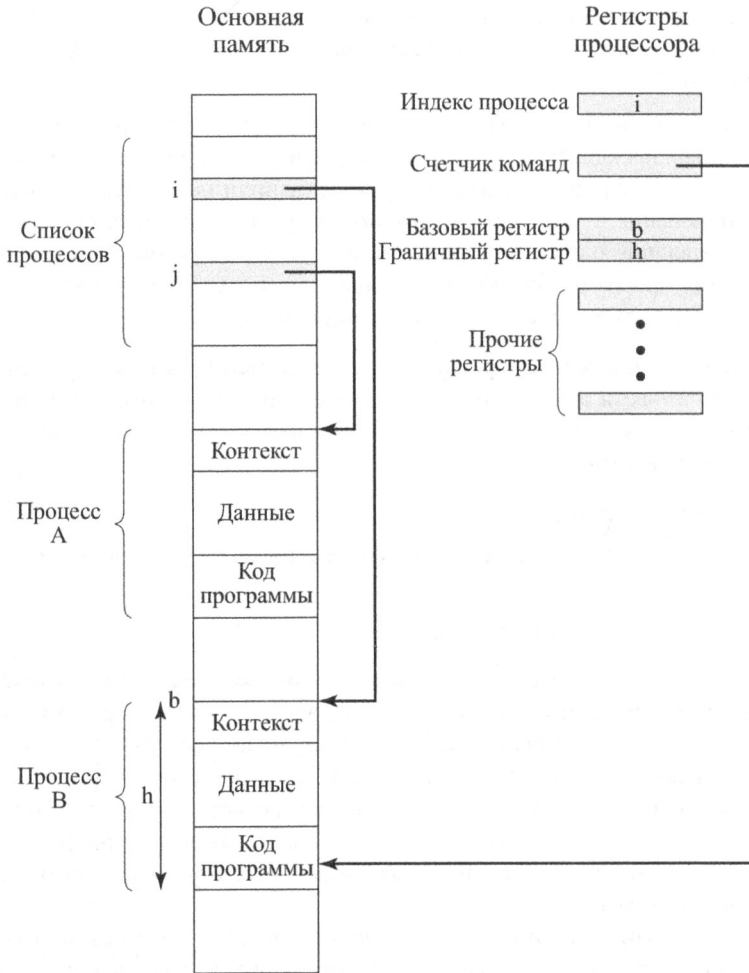 Основная
память
Регистры
процессора
Индекс процесса
i
Счетчик команд
i
Базовый регистр
b
Список
процессов
Граничный регистр
h
j
Прочие
регистры
Контекст
Процесс
А
Данные
Код
программы
b
Контекст
Процесс
В
h
Данные
Код
программы